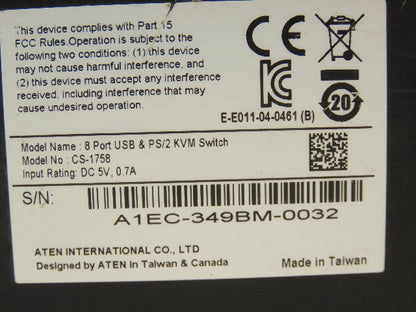 This device complies with Part 15
FCC Rules.Operation is subject to the
following two conditions: (1) this device
may not cause harmful interference, and
(2) this device must accept any interference
received, including interference that may
cause undesired operation.
CE
KC
20
E-E011-04-0461 (B)
Model Name : 8 Port USB & PS/2 KVM Switch
Model No : CS-1758
Input Rating: DC 5V, 0.7A
S/N:
A1EC-349BM-0032
ATEN INTERNATIONAL CO., LTD
Designed by ATEN in Taiwan & Canada
Made in Taiwan